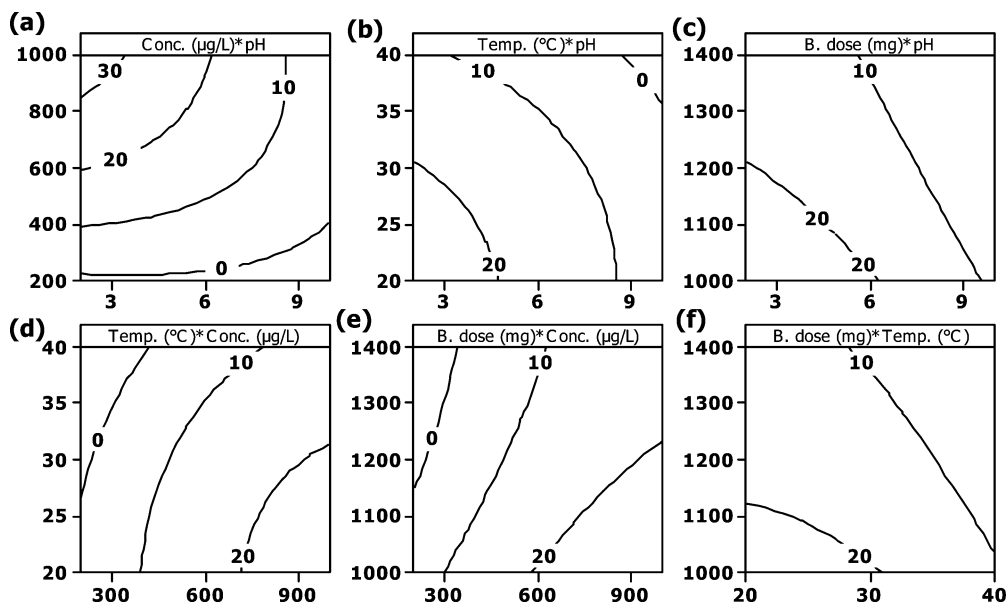 (a)
Conc. (µg/L)*pH
1000
800
600
400
200
30
20
10
0
3 6 9
(b)
Temp. (°C)*pH
40
35
30
25
20
10
0
20
3 6 9
(c)
B. dose (mg)*pH
1400
1300
1200
1100
1000
10
20
20
3 6 9
(d)
Temp. (°C)*Conc. (µg/L)
40
35
30
25
20
10
0
20
300 600 900
(e)
B. dose (mg)*Conc. (µg/L)
1400
1300
1200
1100
1000
10
0
20
300 600 900
(f)
B. dose (mg)*Temp. (°C)
1400
1300
1200
1100
1000
10
20
20 30 40